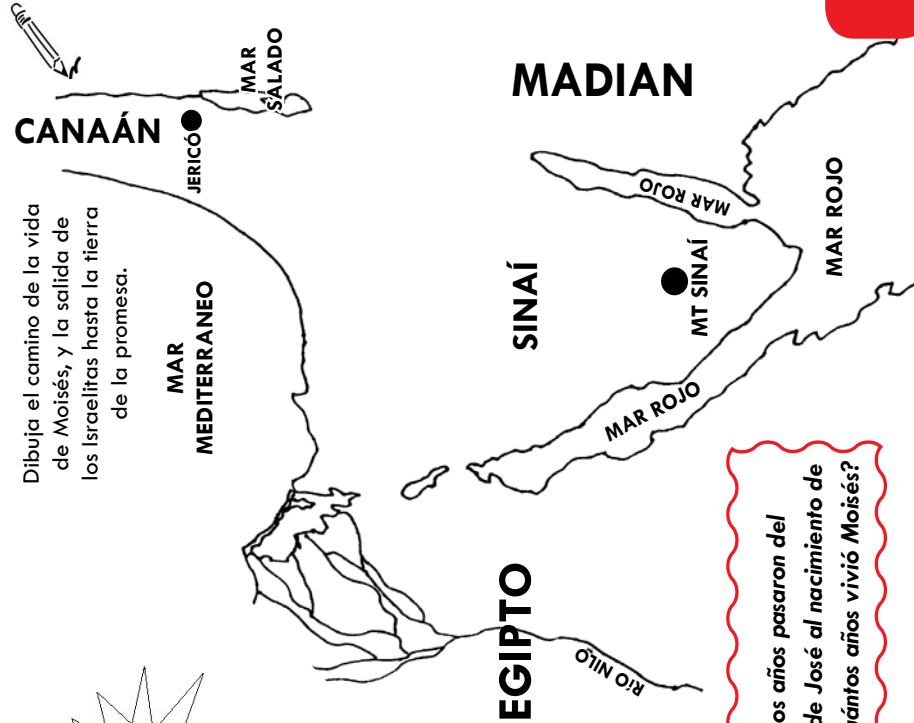 Dibuja el camino de la vida
de Moisés, y la salida de
los Israelitas hasta la tierra
de la promesa.
CANAÁN
JERICÓ
MAR
SALADO
MADIAN
MAR
MEDITERRANEO
SINAÍ
MT SINAÍ
MAR ROJO
MAR ROJO
MAR ROJO
EGIPTO
RÍO NILO
os años pasaron del
de José al nacimiento de
ántos años vivió Moisés?